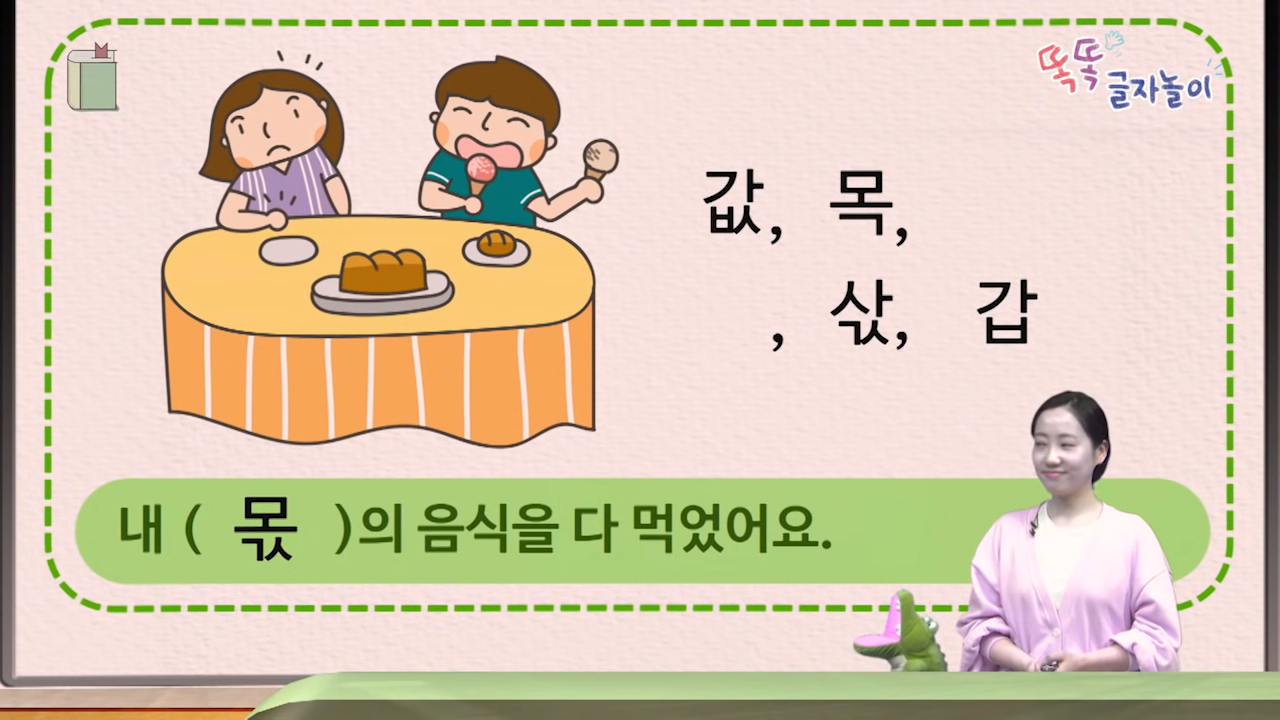 똑똑
글자놀이
값, 목,
, 삯, 갑
내 ( 몫 )의 음식을 다 먹었어요.